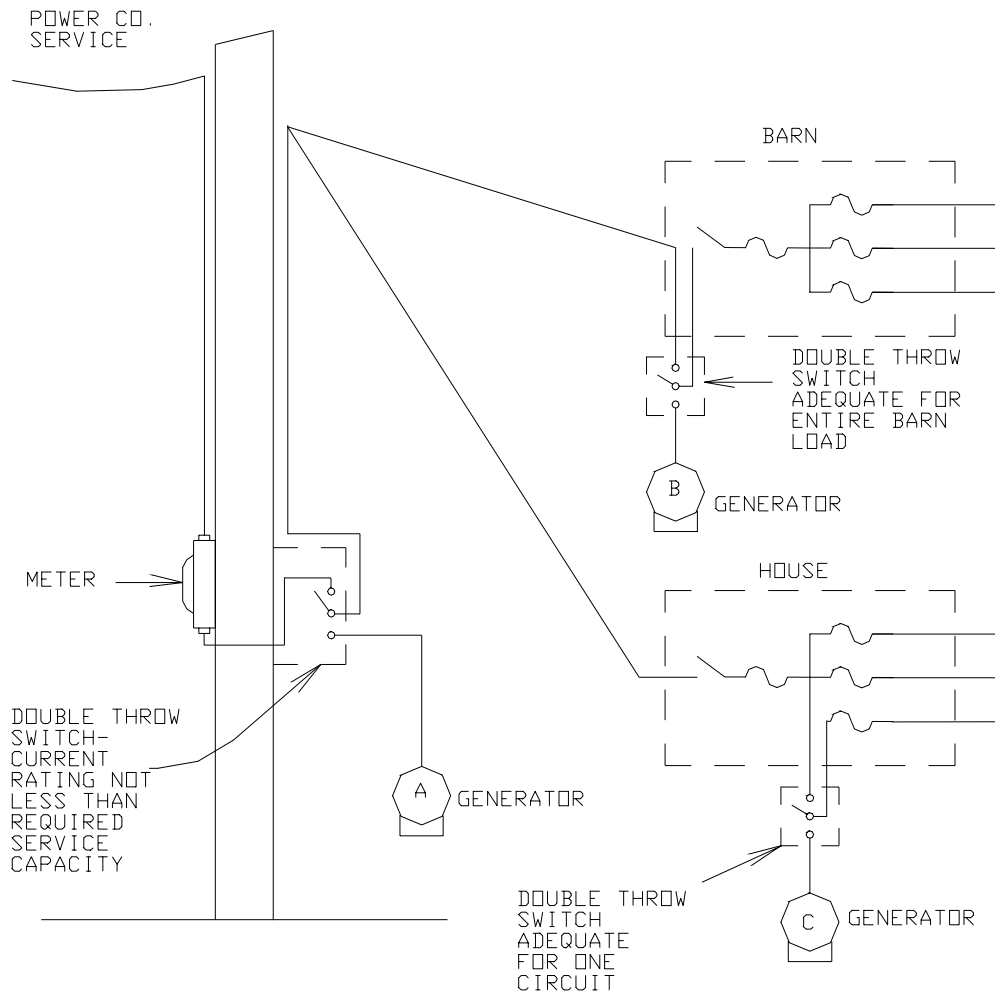 POWER CO.
SERVICE
BARN
DOUBLE THROW
SWITCH
ADEQUATE FOR
ENTIRE BARN
LOAD
B
GENERATOR
METER
HOUSE
DOUBLE THROW
SWITCH-
CURRENT
RATING NOT
LESS THAN
REQUIRED
SERVICE
CAPACITY
A
GENERATOR
DOUBLE THROW
SWITCH
ADEQUATE
FOR ONE
CIRCUIT
C
GENERATOR